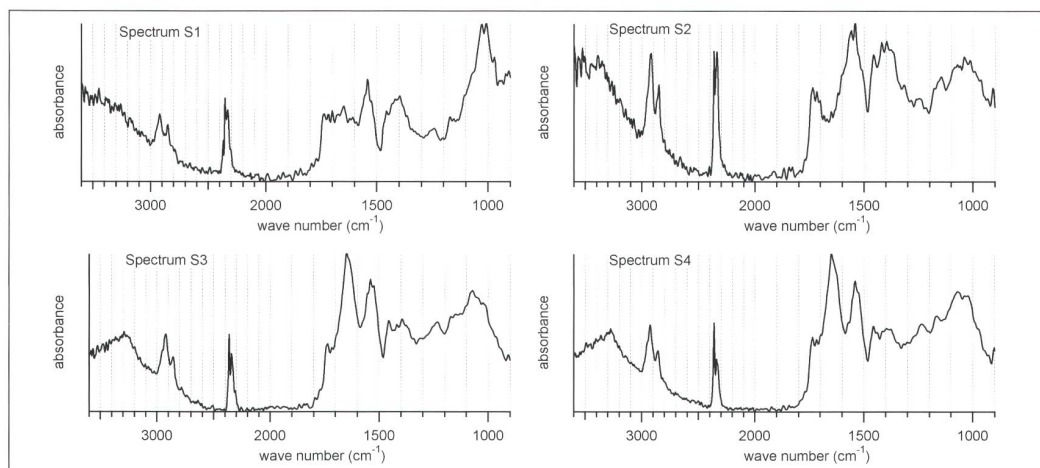 Spectrum S1
absorbance
3000 2000 1500 1000
wave number (cm⁻¹)
Spectrum S2
absorbance
3000 2000 1500 1000
wave number (cm⁻¹)
Spectrum S3
absorbance
3000 2000 1500 1000
wave number (cm⁻¹)
Spectrum S4
absorbance
3000 2000 1500 1000
wave number (cm⁻¹)